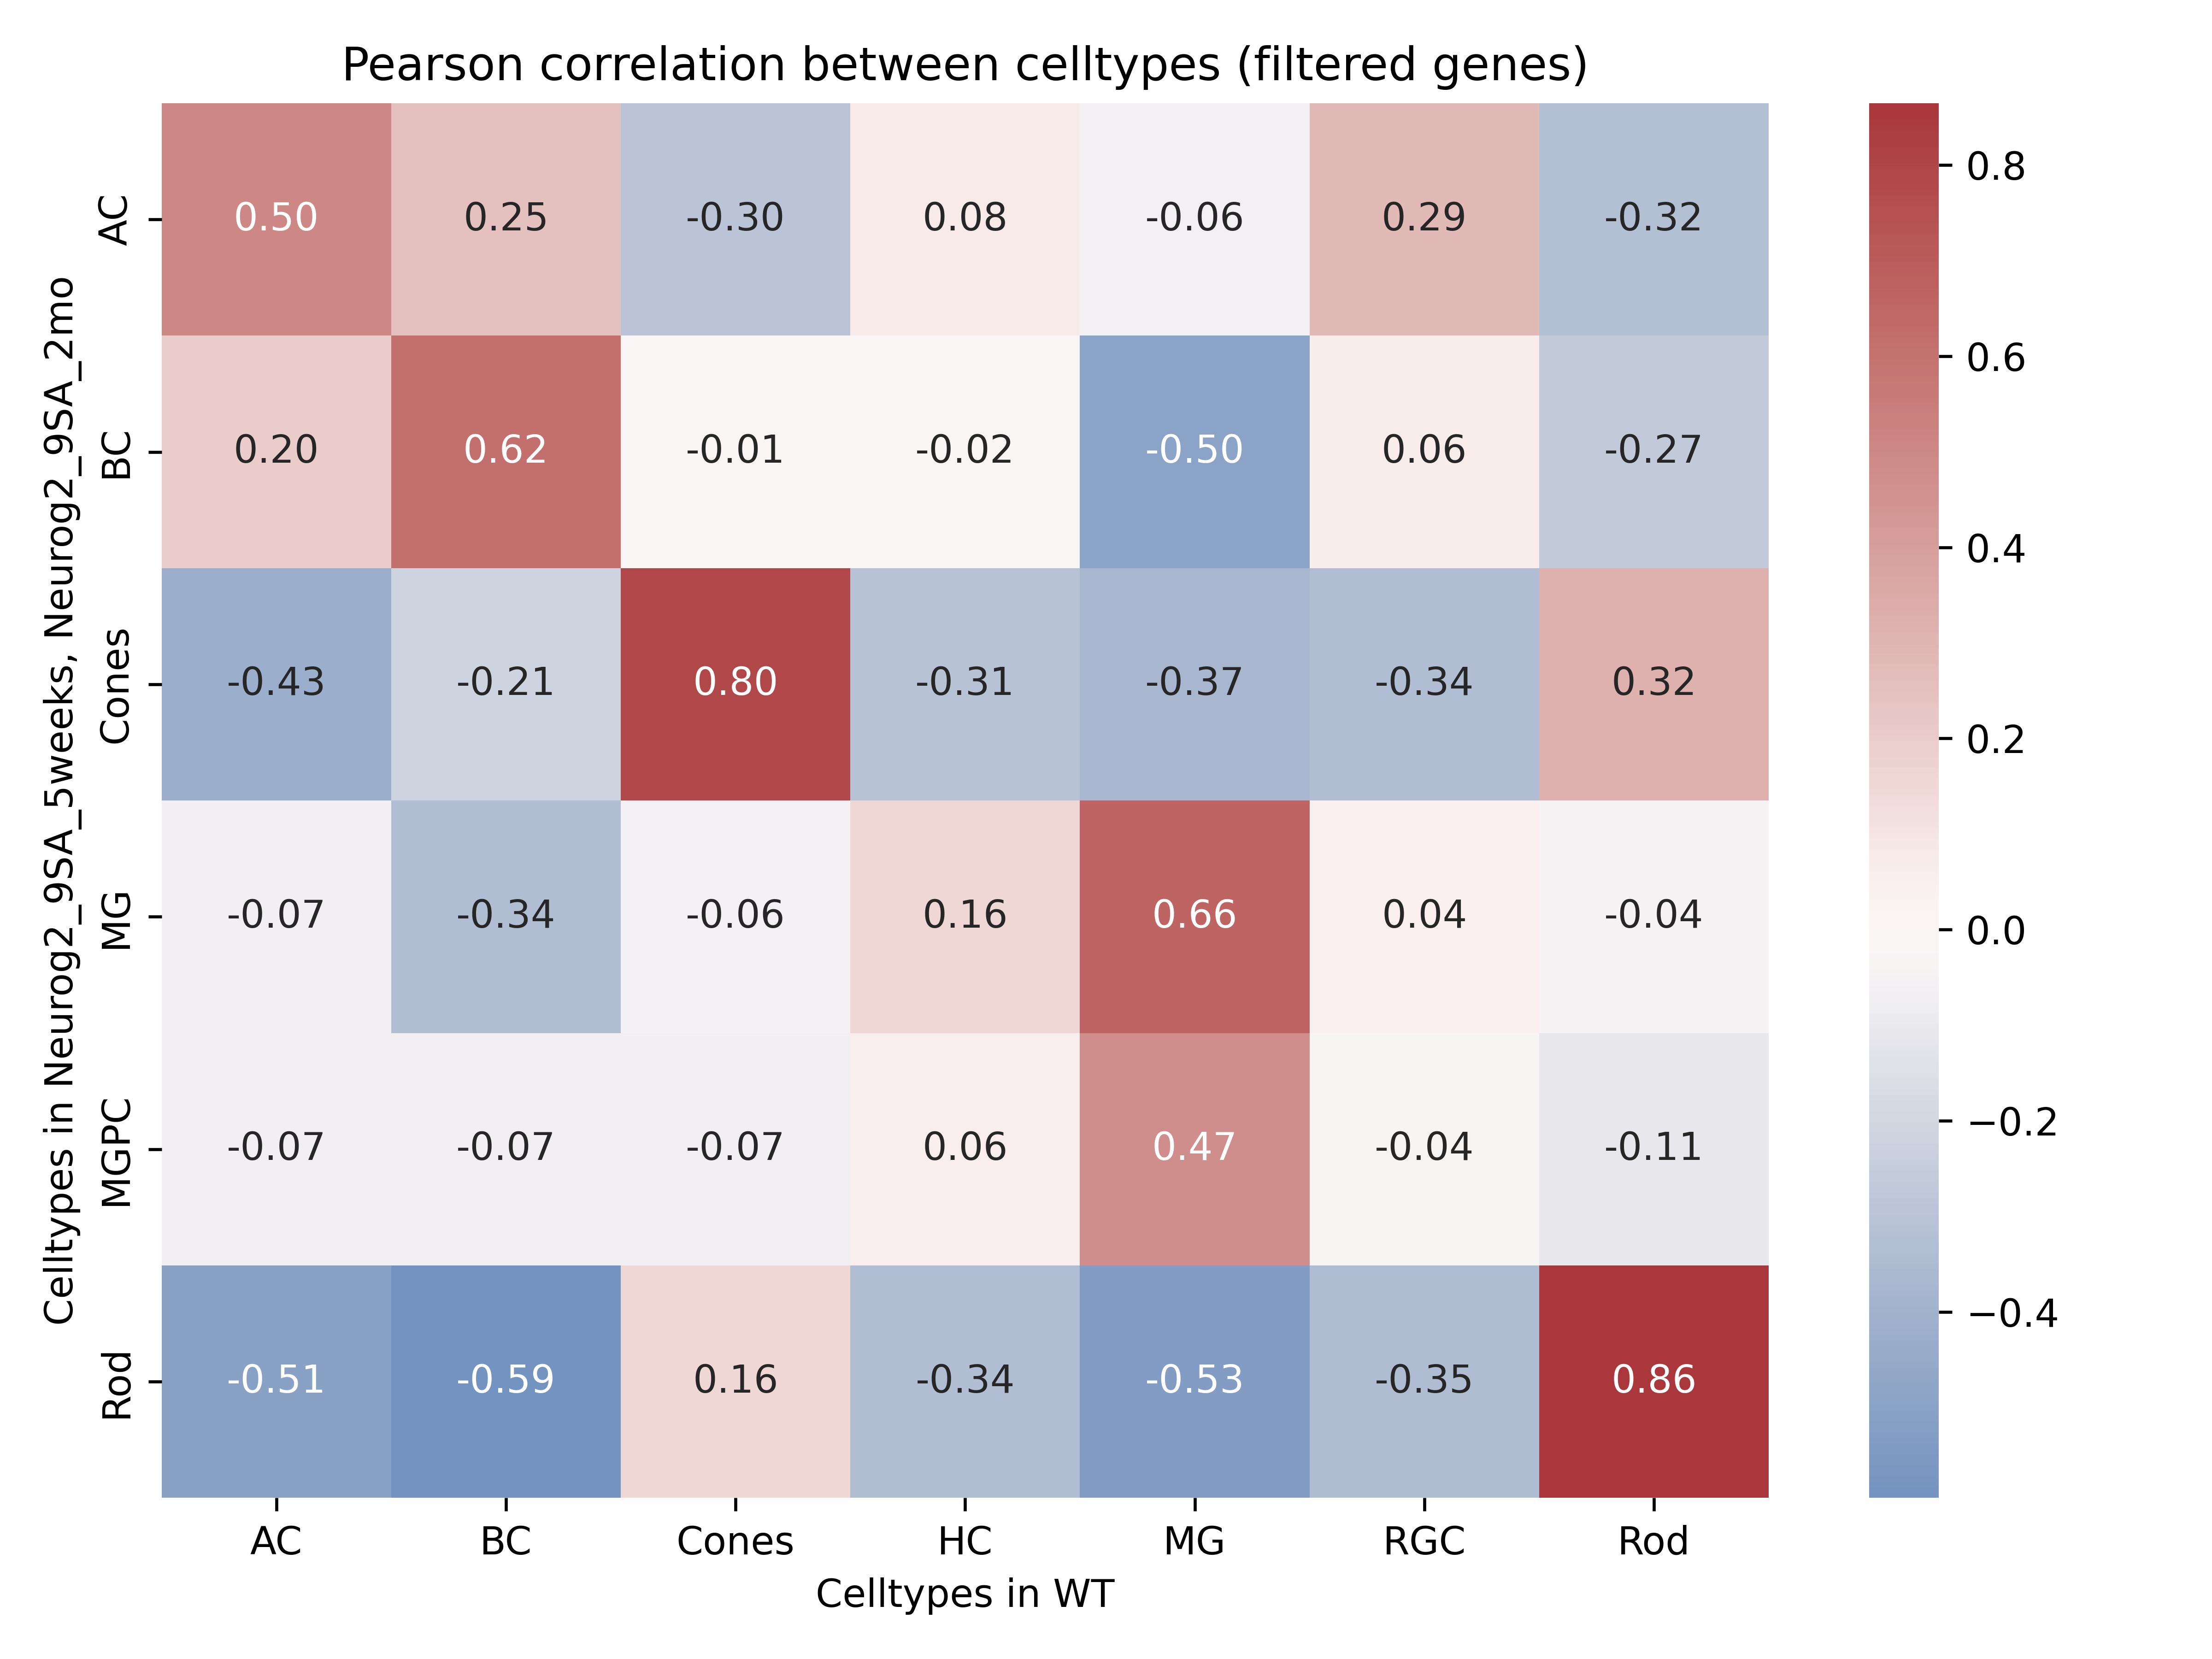 Pearson correlation between celltypes (filtered genes)
Celltypes in Neurog2_9SA_5weeks, Neurog2_9SA_2mo
AC 0.50 0.25 -0.30 0.08 -0.06 0.29 -0.32
BC 0.20 0.62 -0.01 -0.02 -0.50 0.06 -0.27
Cones -0.43 -0.21 0.80 -0.31 -0.37 -0.34 0.32
MG -0.07 -0.34 -0.06 0.16 0.66 0.04 -0.04
MGPC -0.07 -0.07 -0.07 0.06 0.47 -0.04 -0.11
Rod -0.51 -0.59 0.16 -0.34 -0.53 -0.35 0.86
AC BC Cones HC MG RGC Rod
Celltypes in WT
0.8
0.6
0.4
0.2
0.0
−0.2
−0.4